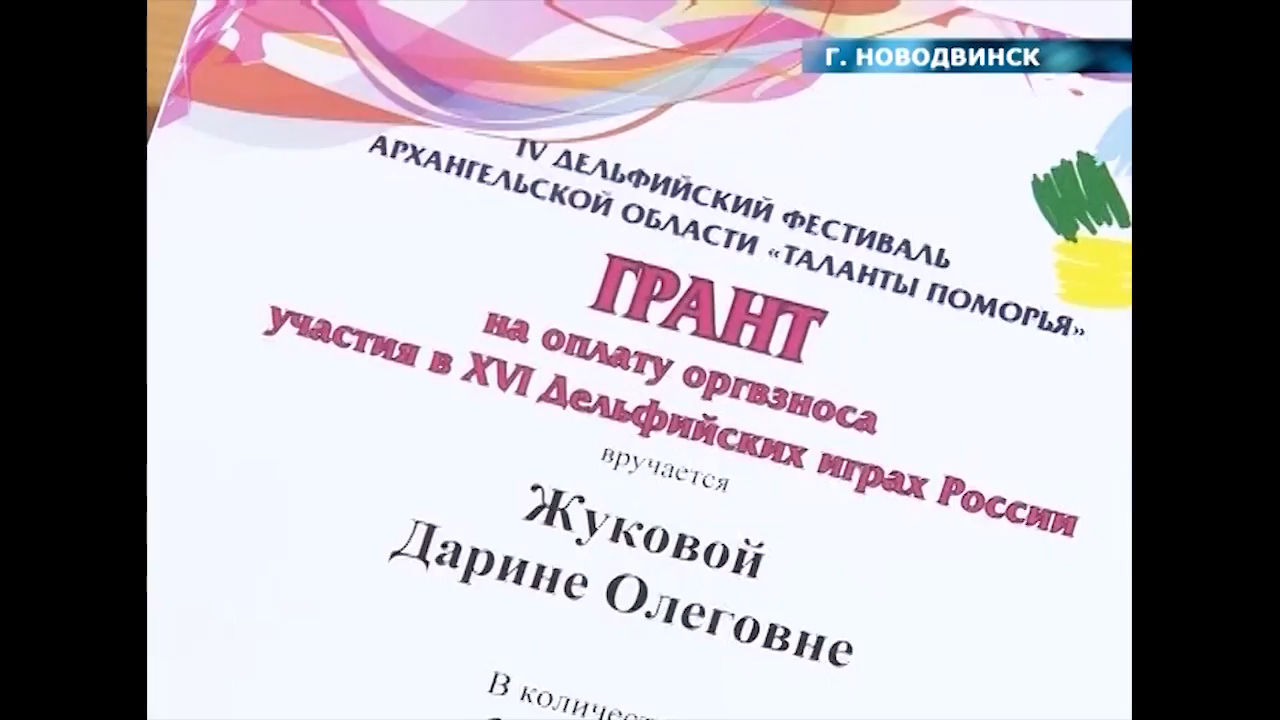 Г. НОВОДВИНСК
IV ДЕЛЬФИЙСКИЙ ФЕСТИВАЛЬ
АРХАНГЕЛЬСКОЙ ОБЛАСТИ «ТАЛАНТЫ ПОМОРЬЯ»
ГРАНТ
на оплату оргвзноса
участия в XVI Дельфийских играх России
вручается
Жуковой
Дарине Олеговне
В